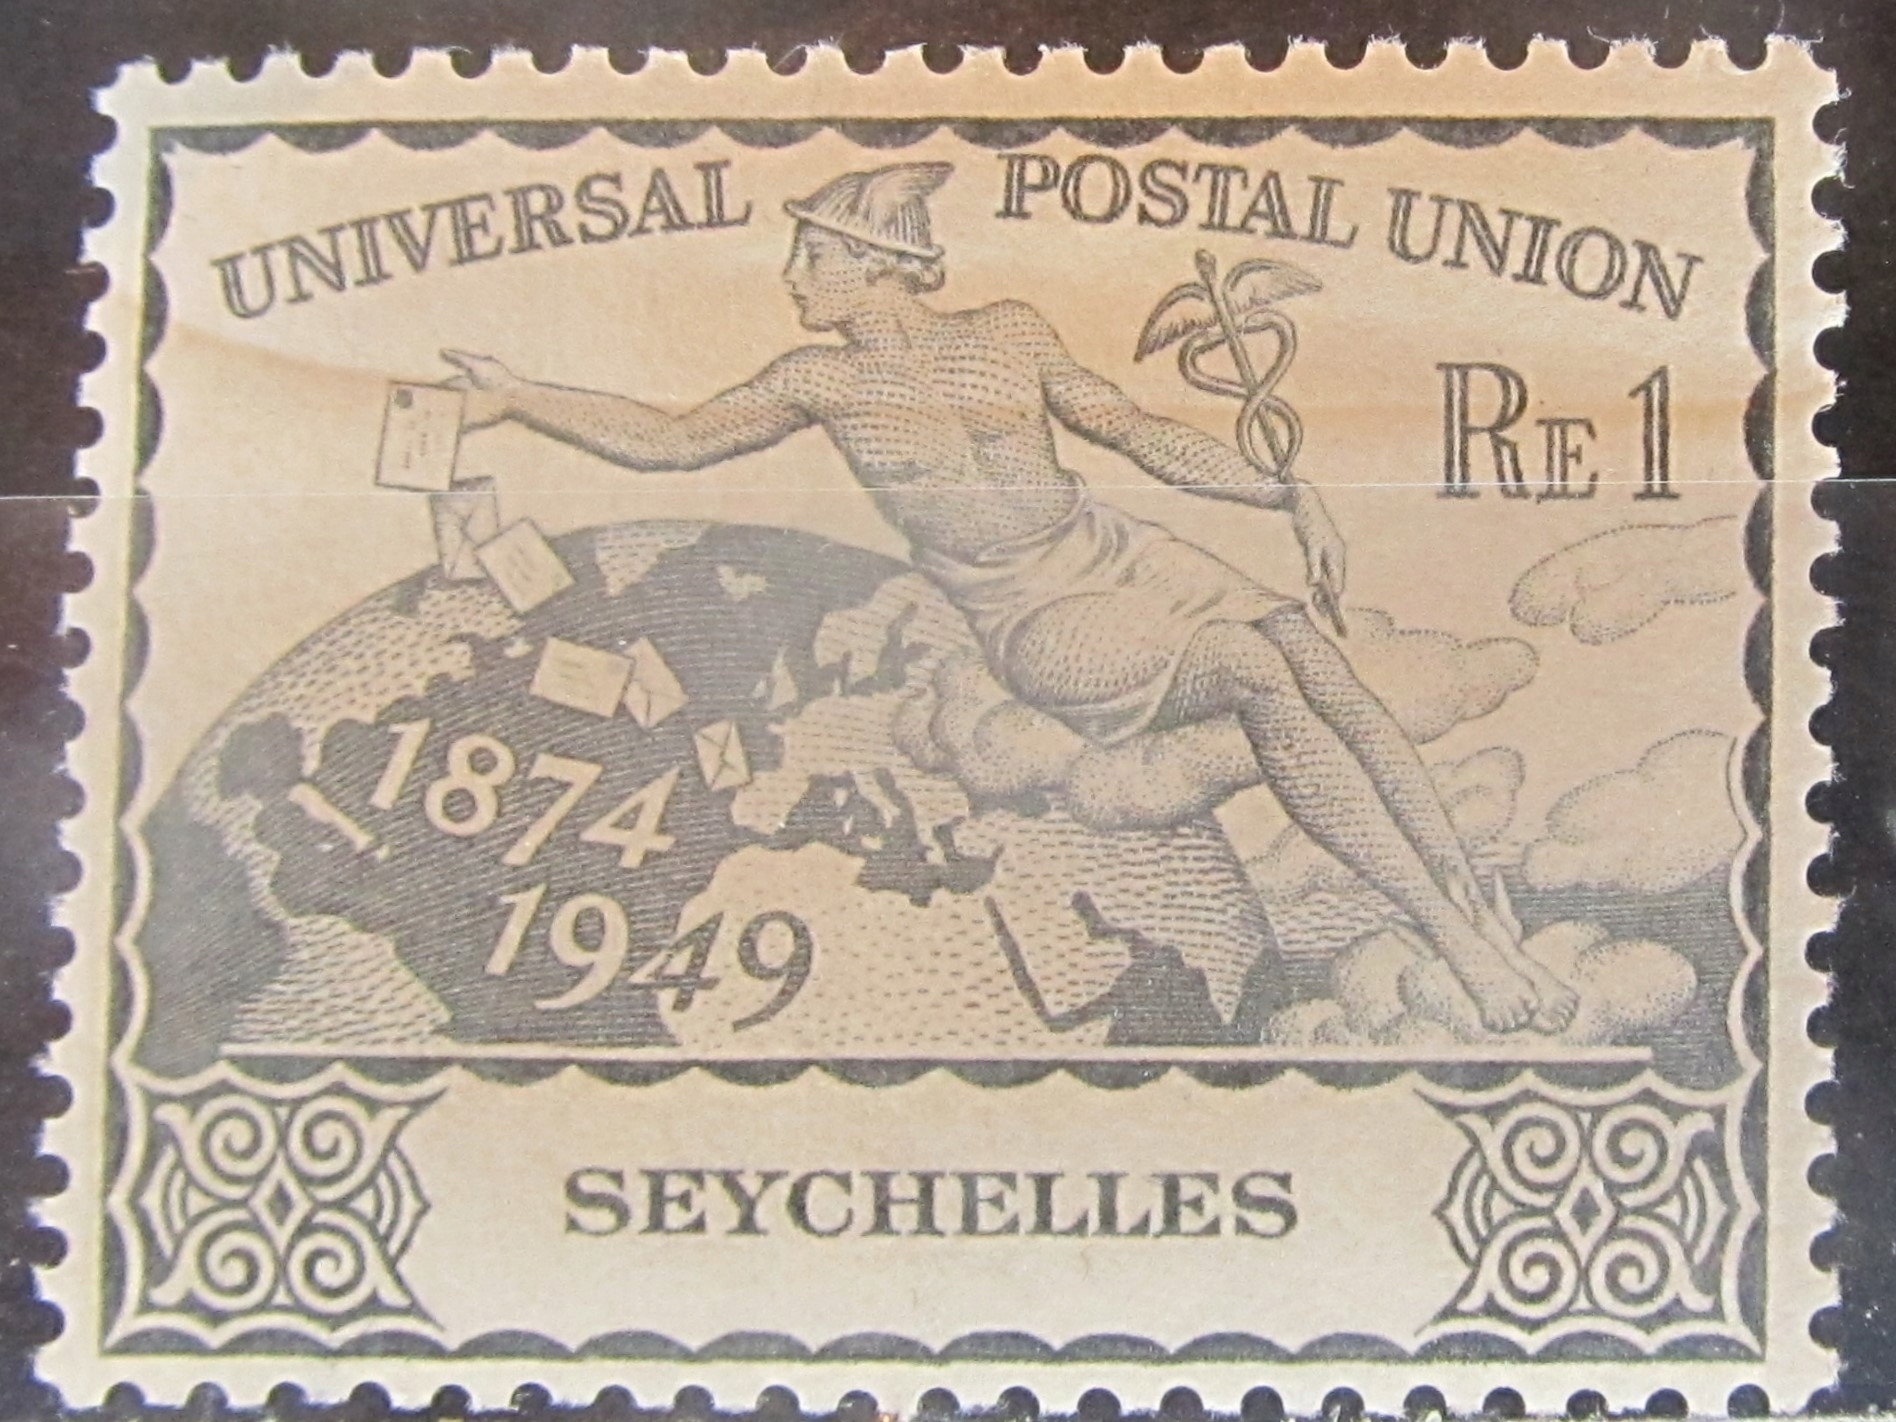 UNIVERSAL POSTAL UNION
RE 1
1874
1949
SEYCHELLES